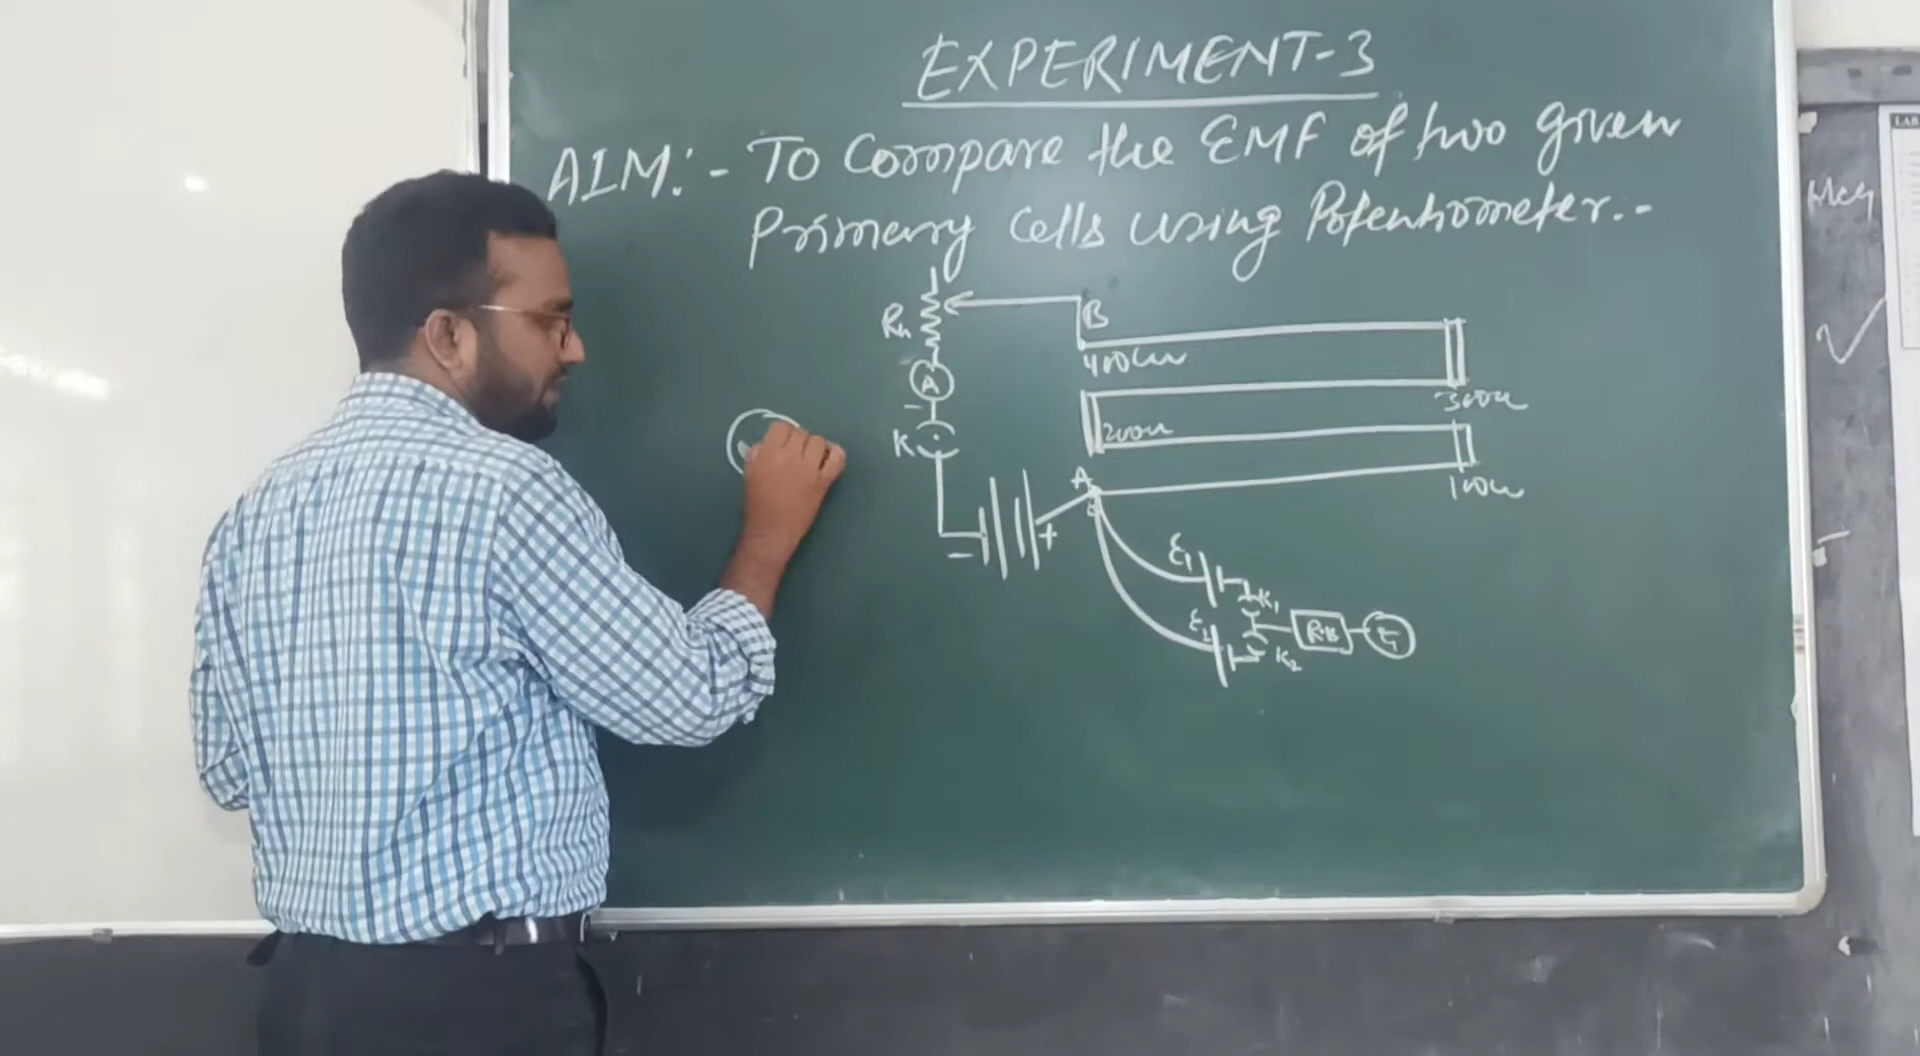 EXPERIMENT-3
AIM:- To Compare the EMF of two given
Primary Cells using Potentiometer.-
Rh
B
400cm
A
300cm
K
200cm
A
100cm
- +
E1
K1
E2
R.B
G
K2
LAB